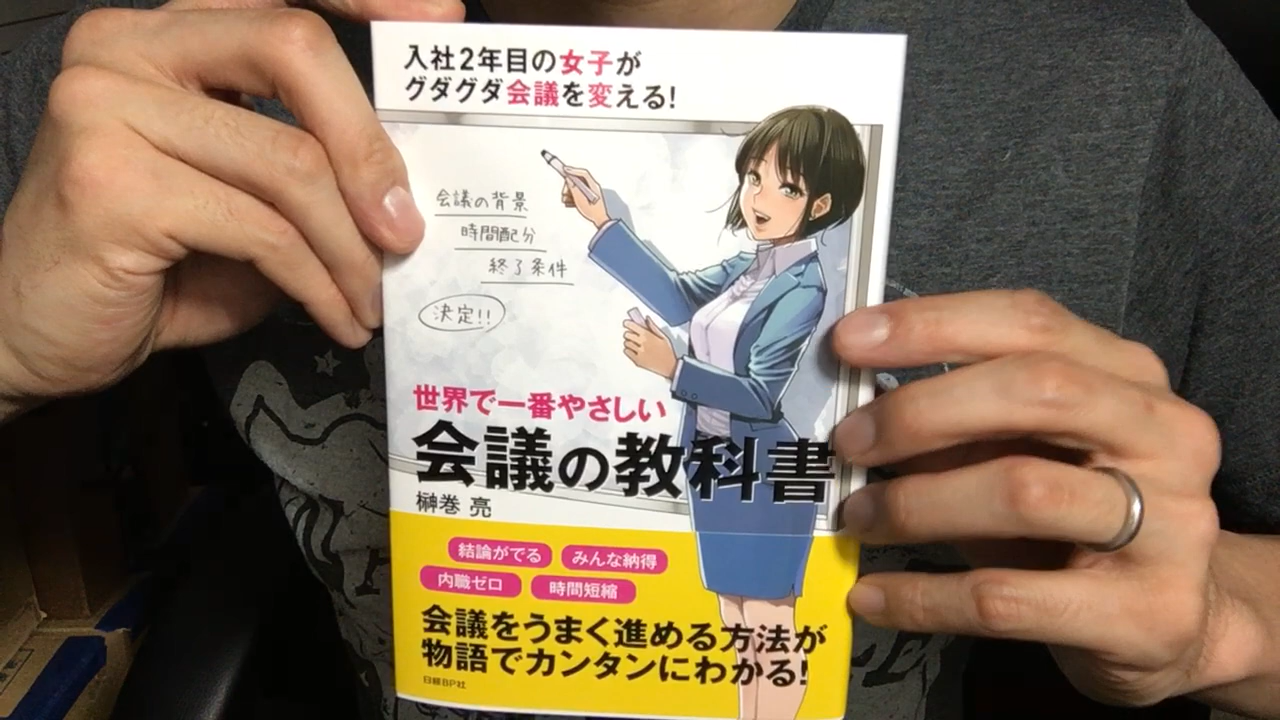 入社2年目の女子が
グダグダ会議を変える!
会議の背景
時間配分
終了条件
決定!!
世界で一番やさしい
会議の教科書
榊巻 亮
結論がでる
みんな納得
内職ゼロ
時間短縮
会議をうまく進める方法が
物語でカンタンにわかる!
日経BP社